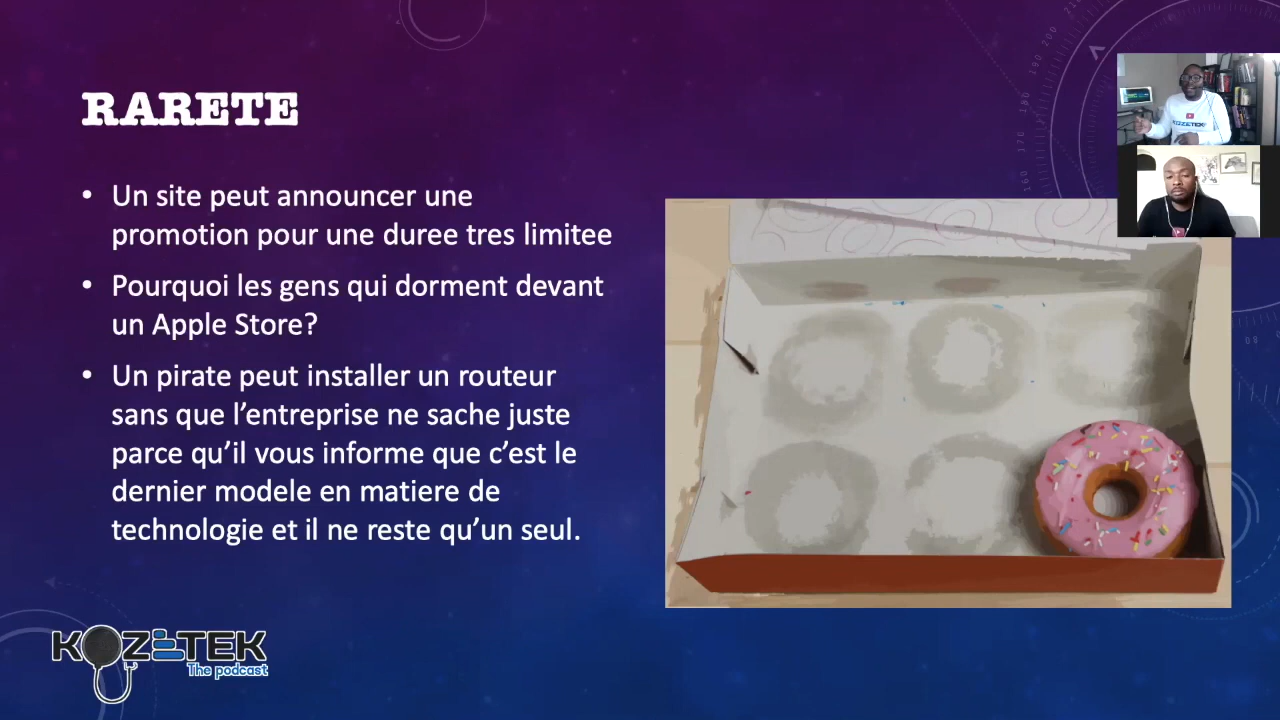 RARETE
• Un site peut announcer une
promotion pour une duree tres limitee
• Pourquoi les gens qui dorment devant
un Apple Store?
• Un pirate peut installer un routeur
sans que l’entreprise ne sache juste
parce qu’il vous informe que c’est le
dernier modele en matiere de
technologie et il ne reste qu’un seul.
KOZÉTEK
The podcast